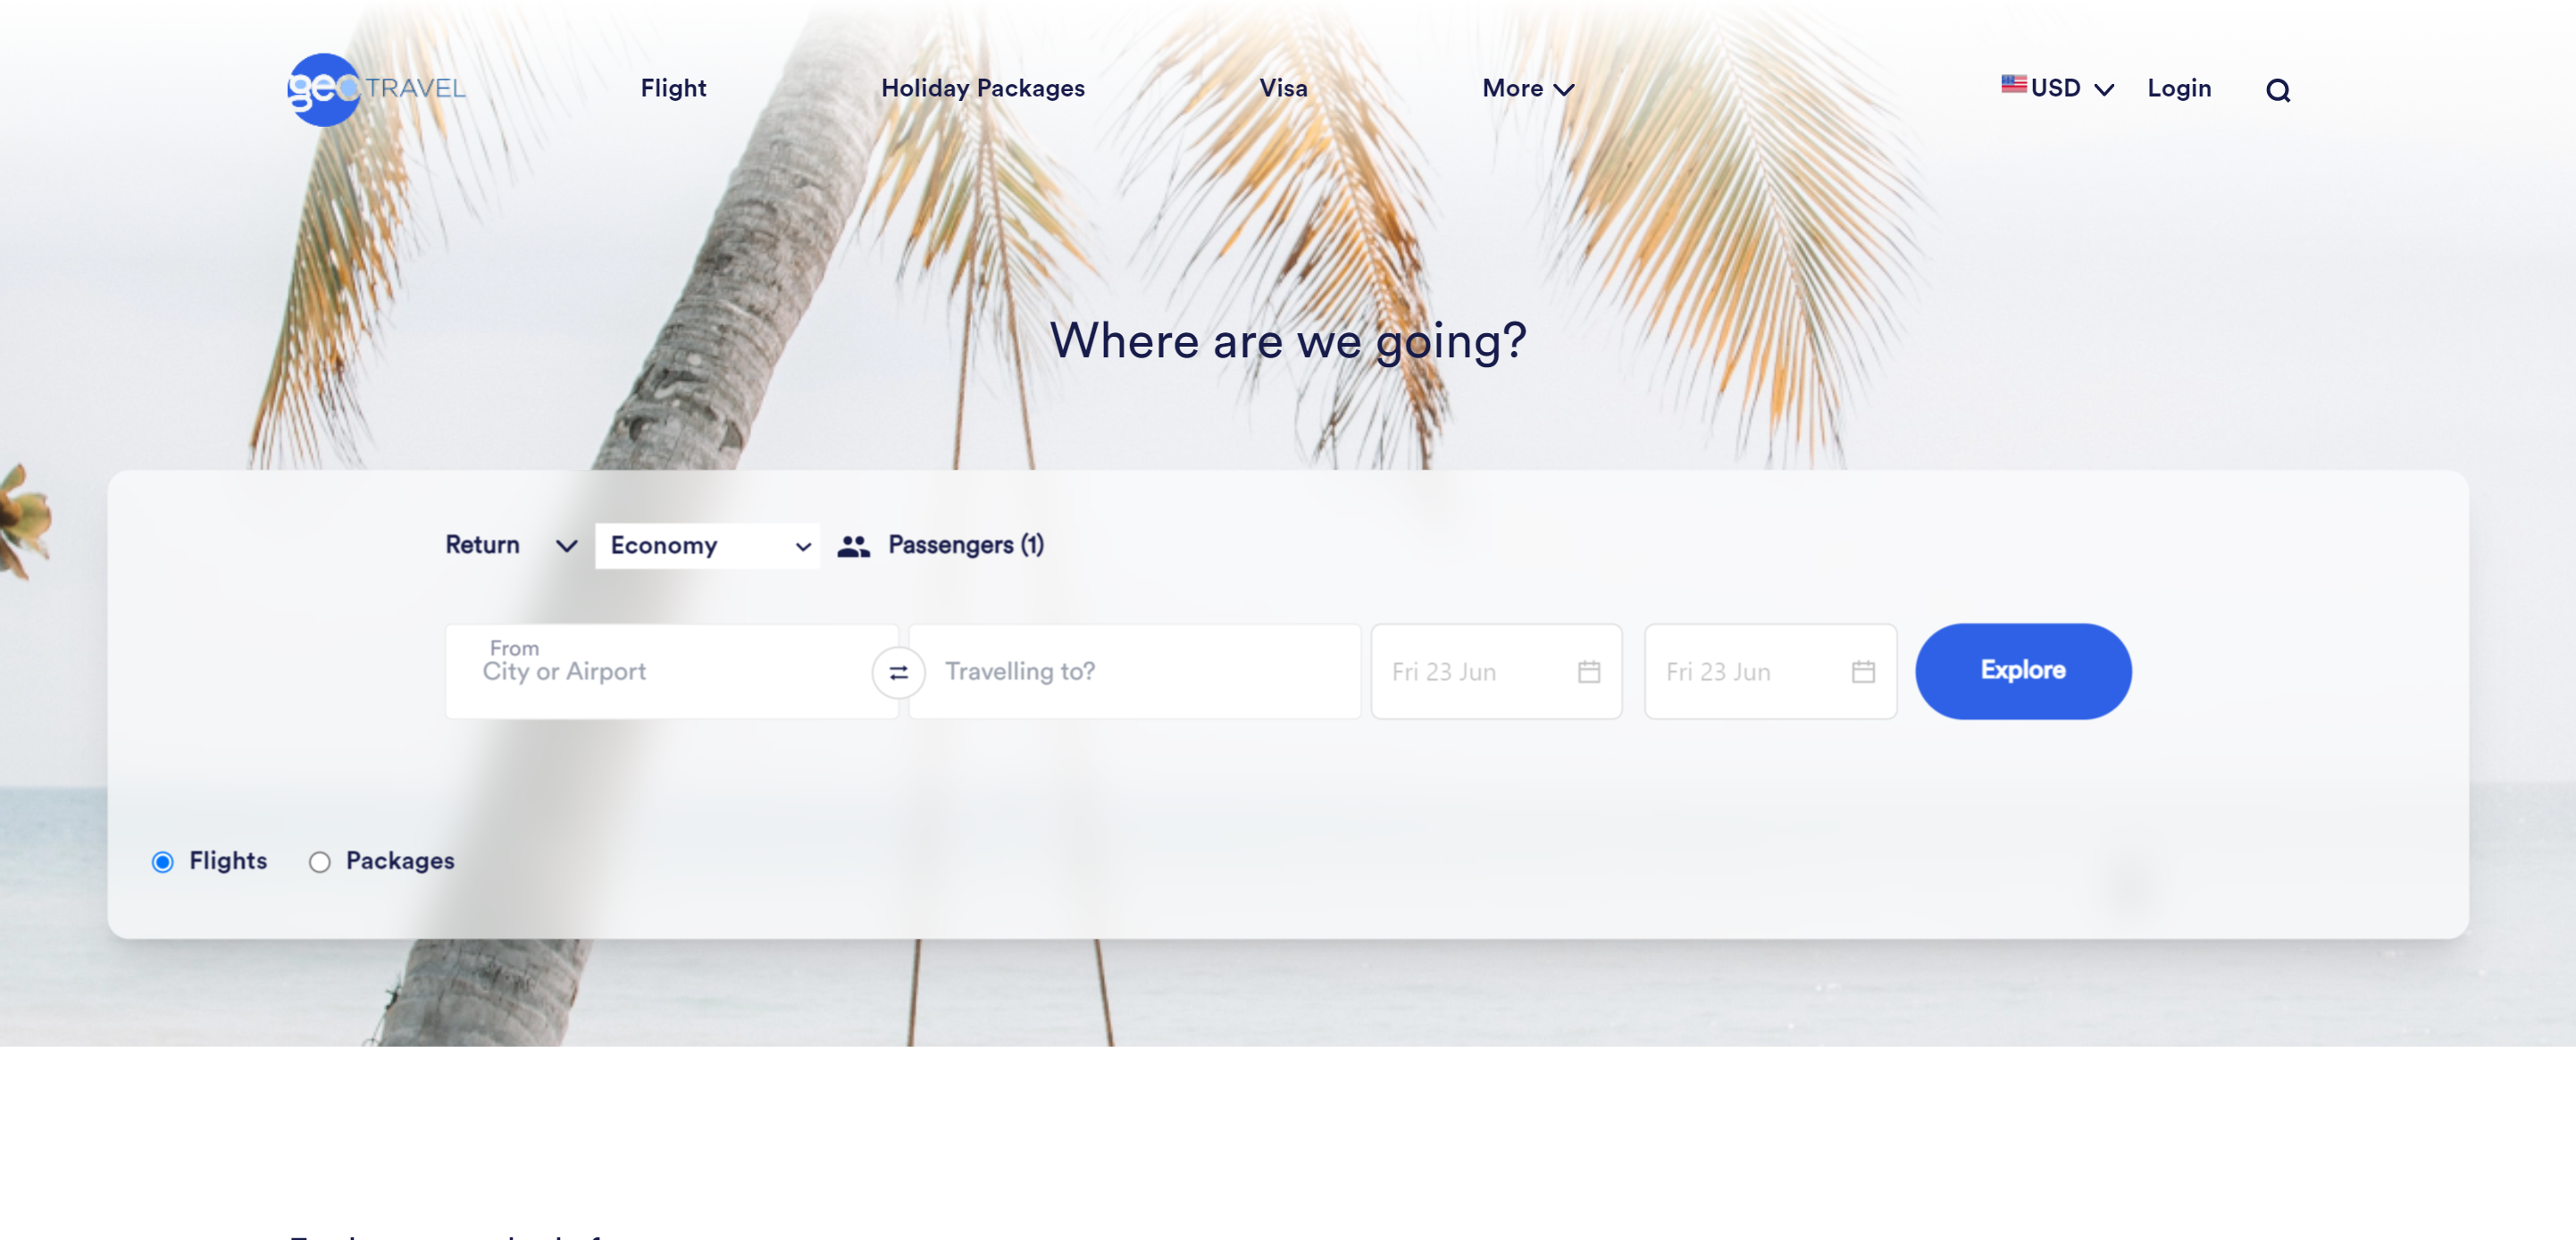 geo TRAVEL
Flight
Holiday Packages
Visa
More
USD
Login
Where are we going?
Return
Economy
Passengers (1)
From
City or Airport
Travelling to?
Fri 23 Jun
Fri 23 Jun
Explore
Flights
Packages